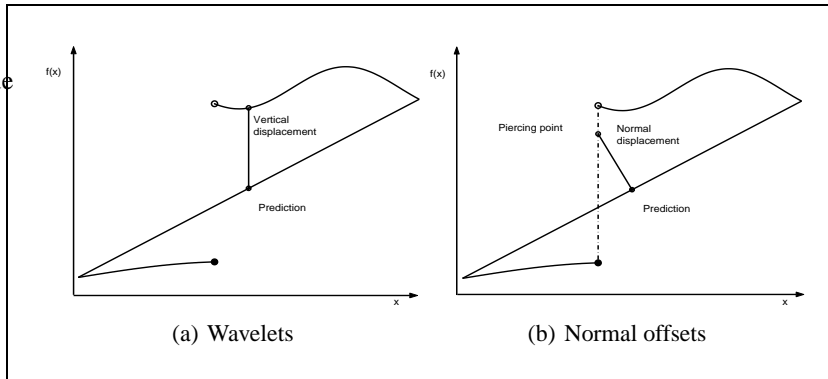 e
f(x)
Vertical
displacement
Prediction
x
(a) Wavelets
f(x)
Piercing point
Normal
displacement
Prediction
x
(b) Normal offsets